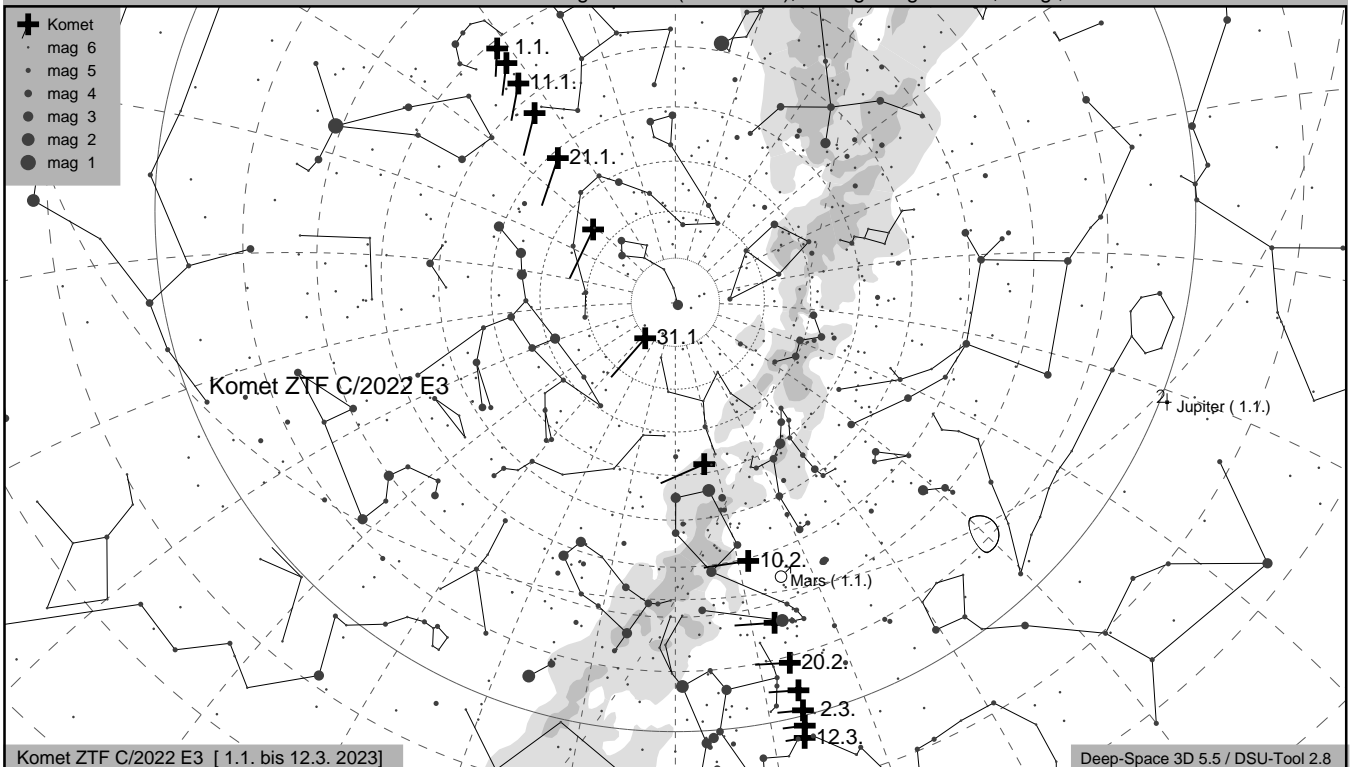 Komet
mag 6
mag 5
mag 4
mag 3
mag 2
mag 1
1.1.
11.1.
21.1.
31.1.
Komet ZTF C/2022 E3
Jupiter ( 1.1.)
10.2.
Mars ( 1.1.)
20.2.
2.3.
12.3.
Komet ZTF C/2022 E3 [ 1.1. bis 12.3. 2023]
Deep-Space 3D 5.5 / DSU-Tool 2.8